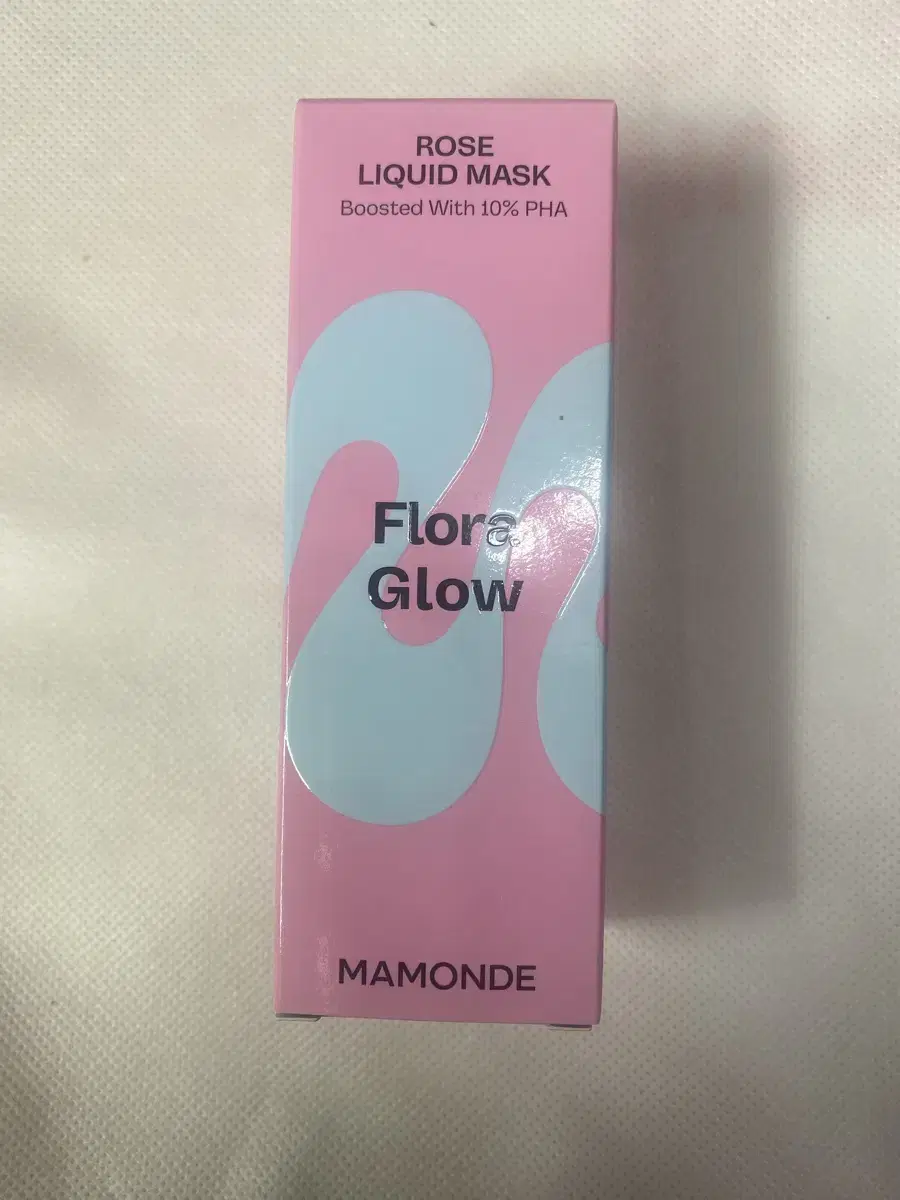 ROSE
LIQUID MASK
Boosted With 10% PHA
Flora
Glow
MAMONDE